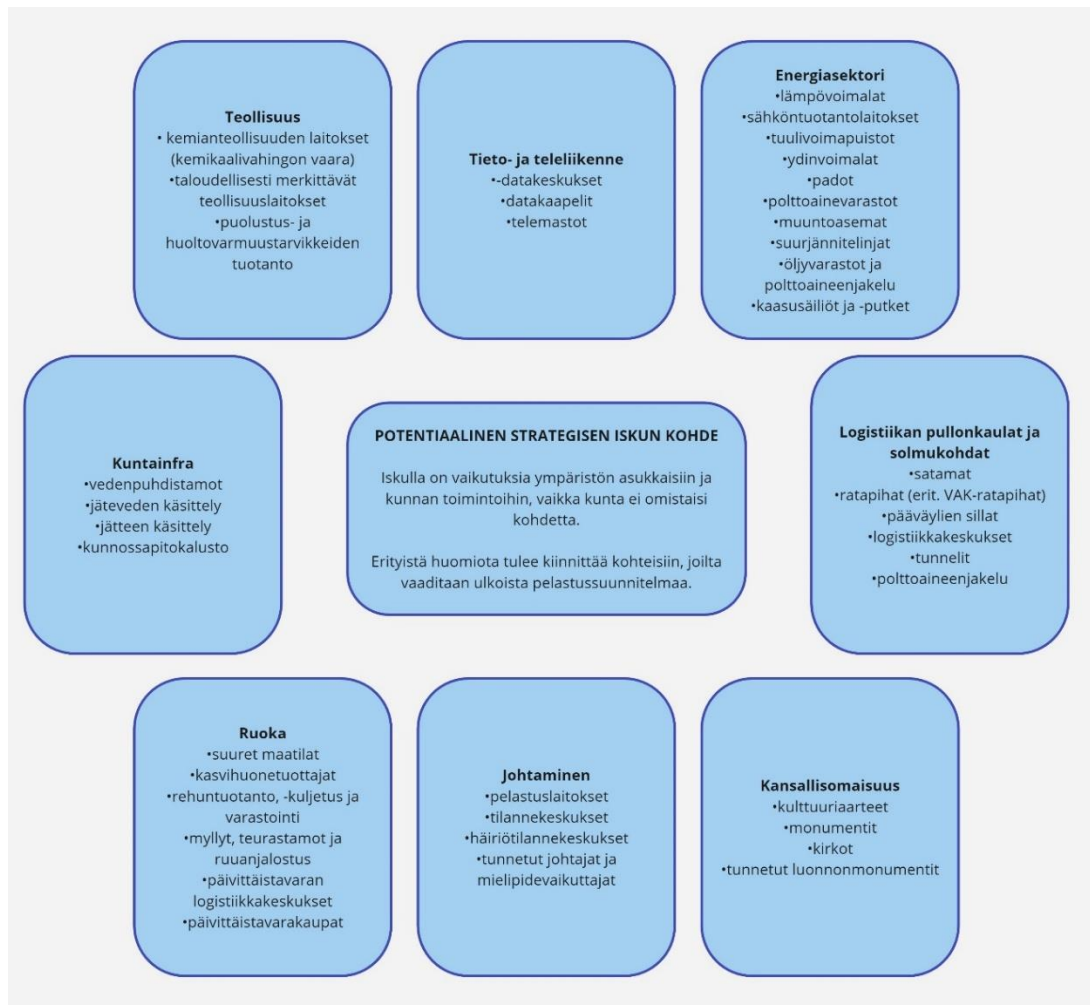 Teollisuus
• kemianteollisuuden laitokset
(kemikaalivahingon vaara)
•taloudellisesti merkittävät
teollisuuslaitokset
•puolustus- ja
huoltovarmuustarvikkeiden
tuotanto
Tieto- ja teleliikenne
•-datakeskukset
•datakaapelit
•telemastot
Energiasektori
•lämpövoimalat
•sähköntuotantolaitokset
•tuulivoimapuistot
•ydinvoimalat
•padot
•polttoainevarastot
•muuntoasemat
•suurjännitelinjat
•öljyvarastot ja
polttoaineenjakelu
•kaasusäiliöt ja -putket
Kuntainfra
•vedenpuhdistamot
•jäteveden käsittely
•jätteen käsittely
•kunnossapitokalusto
POTENTIAALINEN STRATEGISEN ISKUN KOHDE
Iskulla on vaikutuksia ympäristön asukkaisiin ja
kunnan toimintoihin, vaikka kunta ei omistaisi
kohdetta.
Erityistä huomiota tulee kiinnittää kohteisiin, joilta
vaaditaan ulkoista pelastussuunnitelmaa.
Logistiikan pullonkaulat ja
solmukohdat
•satamat
•ratapihat (erit. VAK-ratapihat)
•pääväylien sillat
•logistiikkakeskukset
•tunnelit
•polttoaineenjakelu
Ruoka
•suuret maatilat
•kasvihuonetuottajat
•rehuntuotanto, -kuljetus ja
varastointi
•myllyt, teurastamot ja
ruuanjalostus
•päivittäistavaran
logistiikkakeskukset
•päivittäistavarakaupat
Johtaminen
•pelastuslaitokset
•tilannekeskukset
•häiriötilannekeskukset
•tunnetut johtajat ja
mielipidevaikuttajat
Kansallisomaisuus
•kulttuuriaarteet
•monumentit
•kirkot
•tunnetut luonnonmonumentit